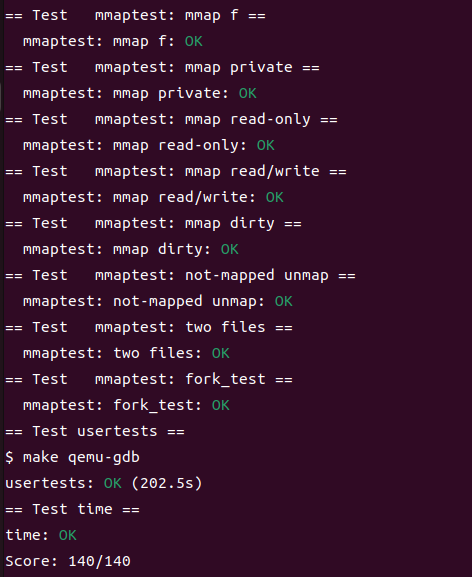 == Test   mmaptest: mmap f ==
  mmaptest: mmap f: OK
== Test   mmaptest: mmap private ==
  mmaptest: mmap private: OK
== Test   mmaptest: mmap read-only ==
  mmaptest: mmap read-only: OK
== Test   mmaptest: mmap read/write ==
  mmaptest: mmap read/write: OK
== Test   mmaptest: mmap dirty ==
  mmaptest: mmap dirty: OK
== Test   mmaptest: not-mapped unmap ==
  mmaptest: not-mapped unmap: OK
== Test   mmaptest: two files ==
  mmaptest: two files: OK
== Test   mmaptest: fork_test ==
  mmaptest: fork_test: OK
== Test usertests ==
$ make qemu-gdb
usertests: OK (202.5s)
== Test time ==
time: OK
Score: 140/140